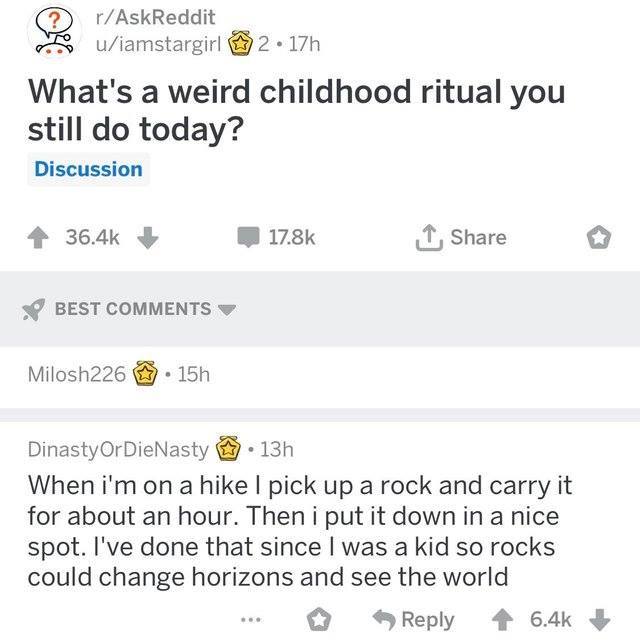 r/AskReddit
u/iamstargirl 2 • 17h
What's a weird childhood ritual you
still do today?
Discussion
36.4k 17.8k Share
BEST COMMENTS
Milosh226 • 15h
DinastyOrDieNasty • 13h
When i'm on a hike I pick up a rock and carry it
for about an hour. Then i put it down in a nice
spot. I've done that since I was a kid so rocks
could change horizons and see the world
... Reply 6.4k